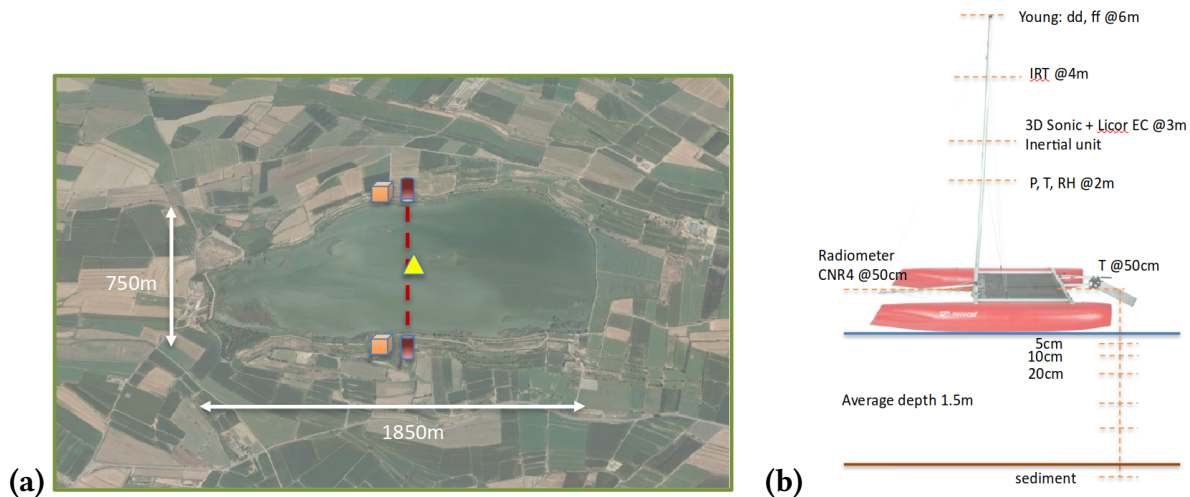 750m
1850m
(a)
Young: dd, ff @6m
IRT @4m
3D Sonic + Licor EC @3m
Inertial unit
P, T, RH @2m
Radiometer
CNR4 @50cm
T @50cm
5cm
10cm
20cm
Average depth 1.5m
sediment
(b)